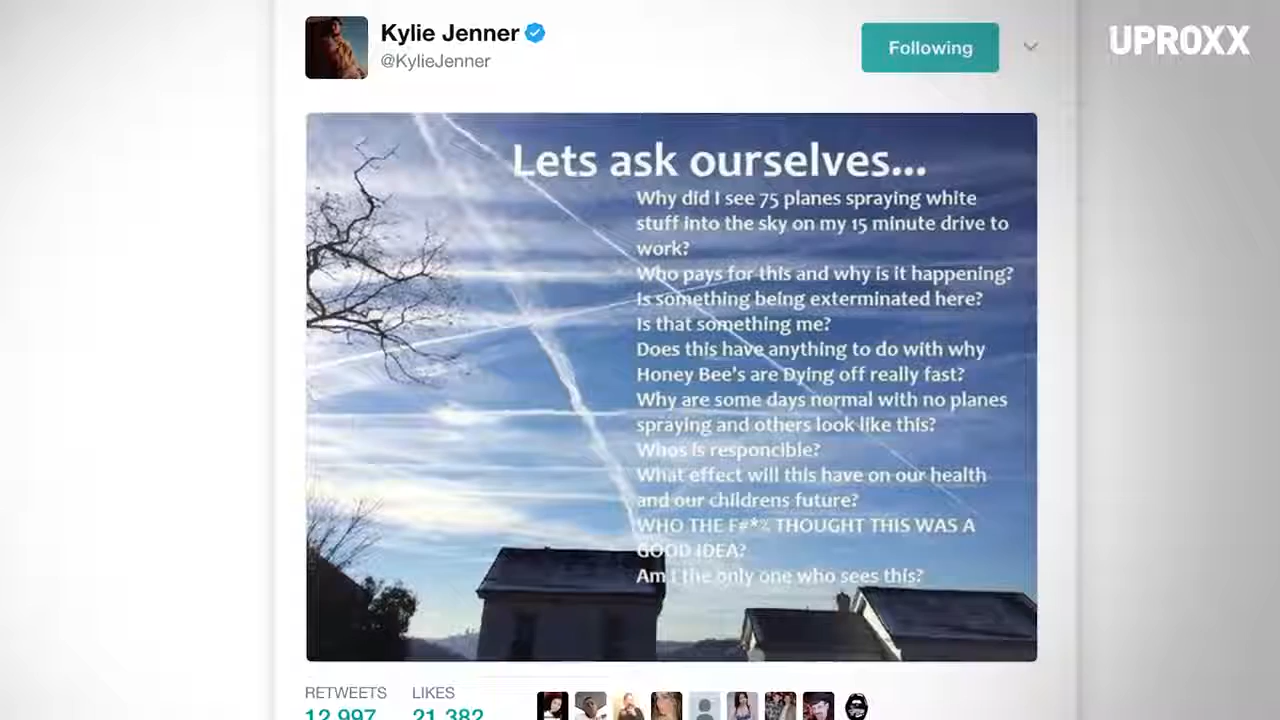 Kylie Jenner
@KylieJenner
Following
UPROXX
Lets ask ourselves...
Why did I see 75 planes spraying white
stuff into the sky on my 15 minute drive to
work?
Who pays for this and why is it happening?
Is something being exterminated here?
Is that something me?
Does this have anything to do with why
Honey Bee's are Dying off really fast?
Why are some days normal with no planes
spraying and others look like this?
Whos is responcible?
What effect will this have on our health
and our childrens future?
WHO THE F#*% THOUGHT THIS WAS A
GOOD IDEA?
Am I the only one who sees this?
RETWEETS LIKES
12,997 21,382